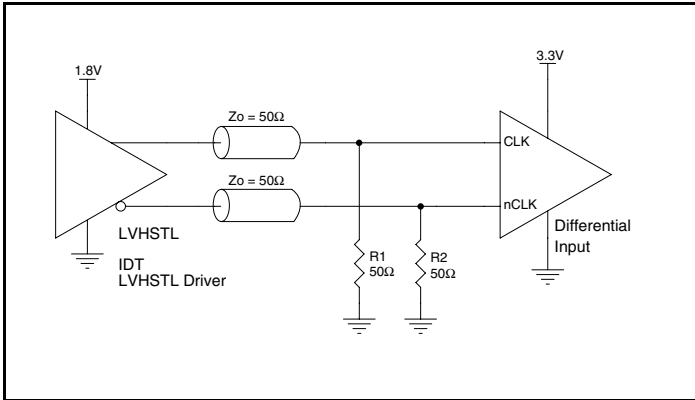 1.8V
3.3V
Zo = 50Ω
CLK
Zo = 50Ω
nCLK
LVHSTL
IDT
LVHSTL Driver
R1
50Ω
R2
50Ω
Differential
Input